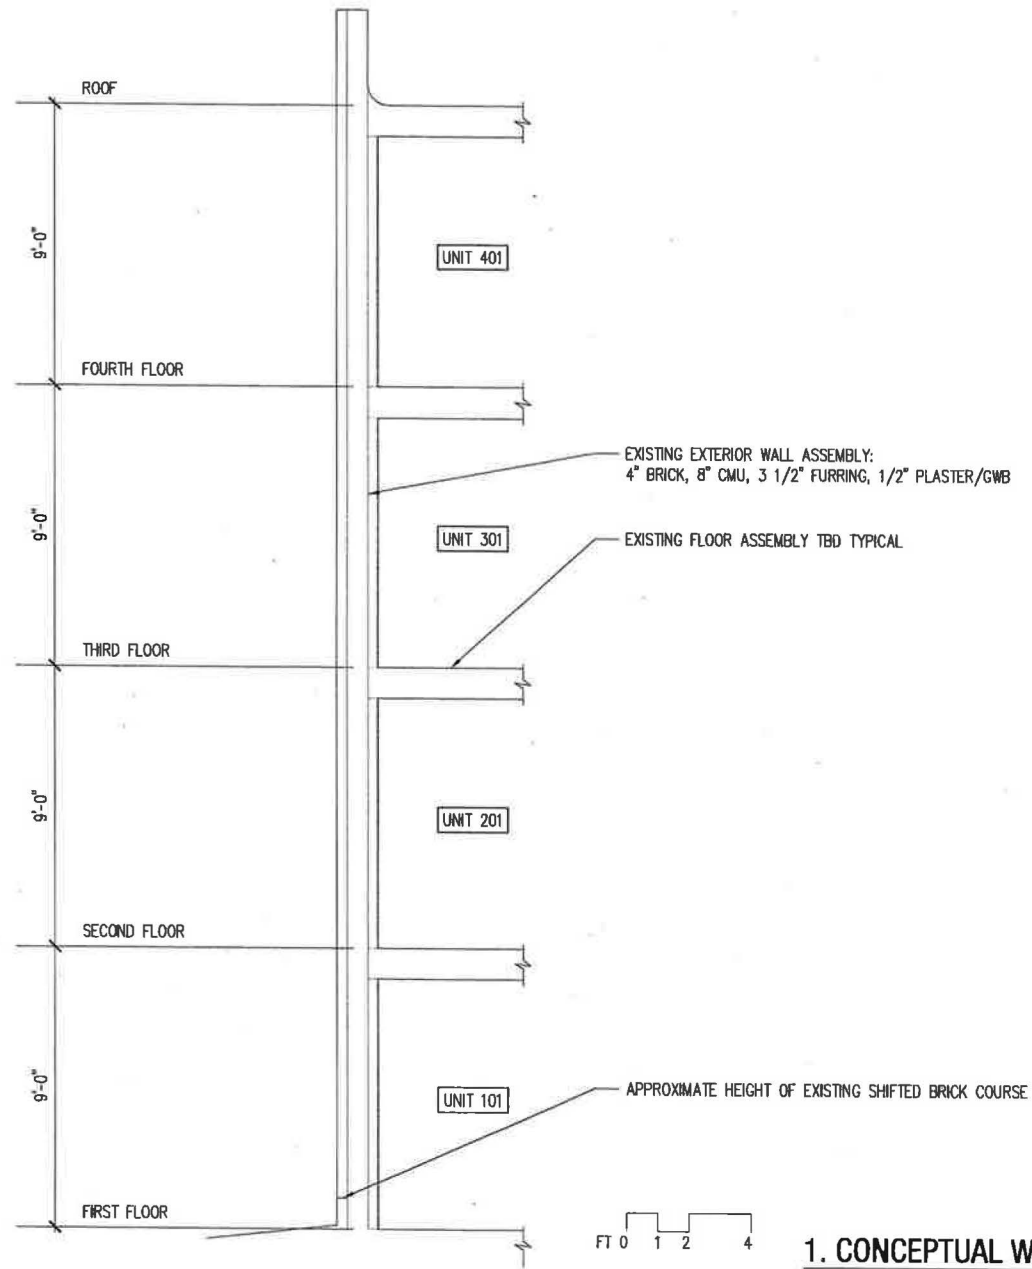 ROOF
9'-0"
UNIT 401
FOURTH FLOOR
EXISTING EXTERIOR WALL ASSEMBLY:
4" BRICK, 8" CMU, 3 1/2" FURRING, 1/2" PLASTER/GWB
9'-0"
UNIT 301
EXISTING FLOOR ASSEMBLY TBD TYPICAL
THIRD FLOOR
9'-0"
UNIT 201
SECOND FLOOR
9'-0"
UNIT 101
APPROXIMATE HEIGHT OF EXISTING SHIFTED BRICK COURSE
FIRST FLOOR
FT 0 1 2 4
1. CONCEPTUAL W